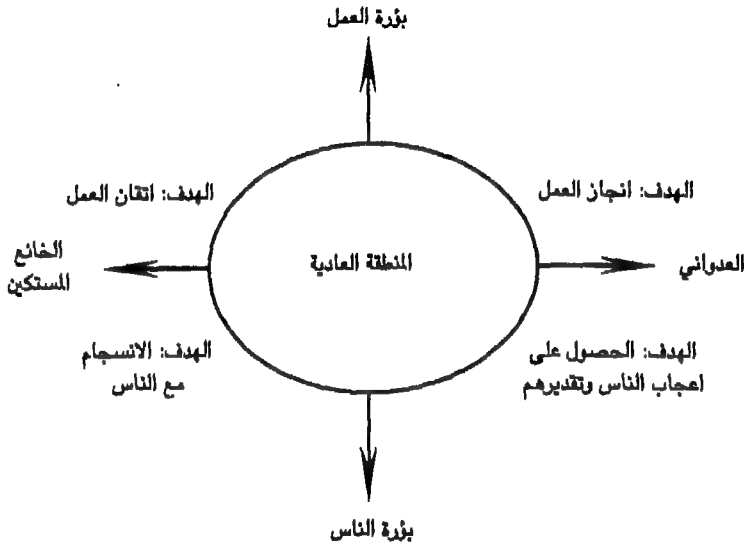 بؤرة العمل
الهدف: انجاز العمل
الهدف: اتقان العمل
العدواني
المنطقة العادية
الخانع
المستكين
الهدف: الحصول على
اعجاب الناس وتقديرهم
الهدف: الانسجام
مع الناس
بؤرة الناس